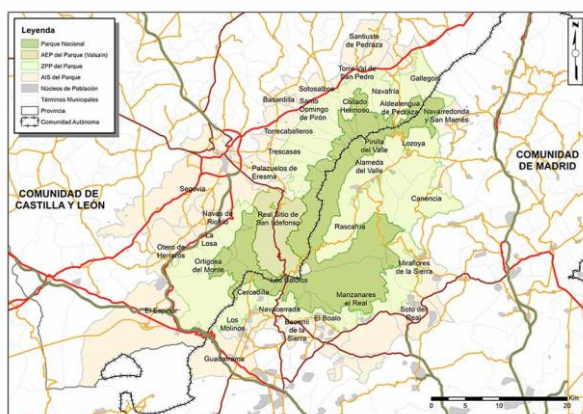 Leyenda
Parque Nacional
AEP del Parque (Valsaín)
ZPP del Parque
AIS del Parque
Núcleos de Población
Términos Municipales
Provincia
Comunidad Autónoma
N
Santiuste
de Pedraza
Torre Val de
San Pedro
Gallegos
Navafría
Sotosalbos
Collado
Hermoso
Aldealengua
de Pedraza
Basardilla
Santo
Domingo
de Pirón
Navarredonda
y San Mamés
Torrecaballeros
Pinilla
del Valle
Lozoya
Trescasas
Alameda
del Valle
COMUNIDAD
DE MADRID
Palazuelos de
Eresma
COMUNIDAD DE
CASTILLA Y LEÓN
Segovia
Canencia
Navas de
Riofrío
Real Sitio de
San Ildefonso
Rascafría
La
Losa
Otero de
Herreros
Ortigosa
del Monte
Miraflores
de la Sierra
Cercedilla
Manzanares
el Real
El Espinar
Navacerrada
Soto del
Real
Los
Molinos
El Boalo
Becerril
de la
Sierra
Guadarrama
Km
0
5
10
20